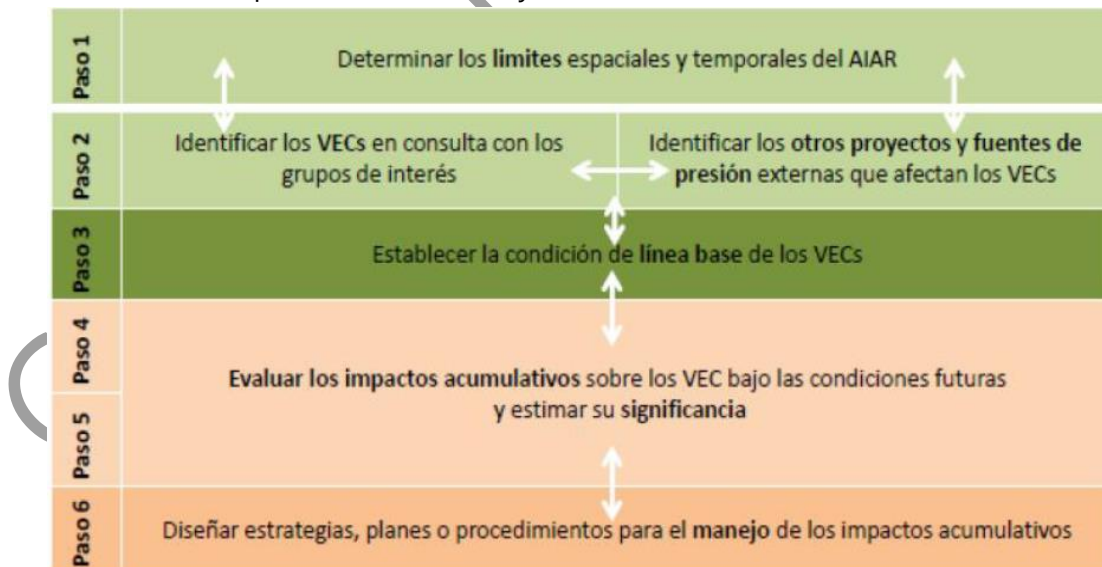 Paso 1
Determinar los limites espaciales y temporales del AIAR
Paso 2
Identificar los VECs en consulta con los
grupos de interés
Identificar los otros proyectos y fuentes de
presión externas que afectan los VECs
Paso 3
Establecer la condición de línea base de los VECs
Paso 4
Paso 5
Evaluar los impactos acumulativos sobre los VEC bajo las condiciones futuras
y estimar su significancia
Paso 6
Diseñar estrategias, planes o procedimientos para el manejo de los impactos acumulativos